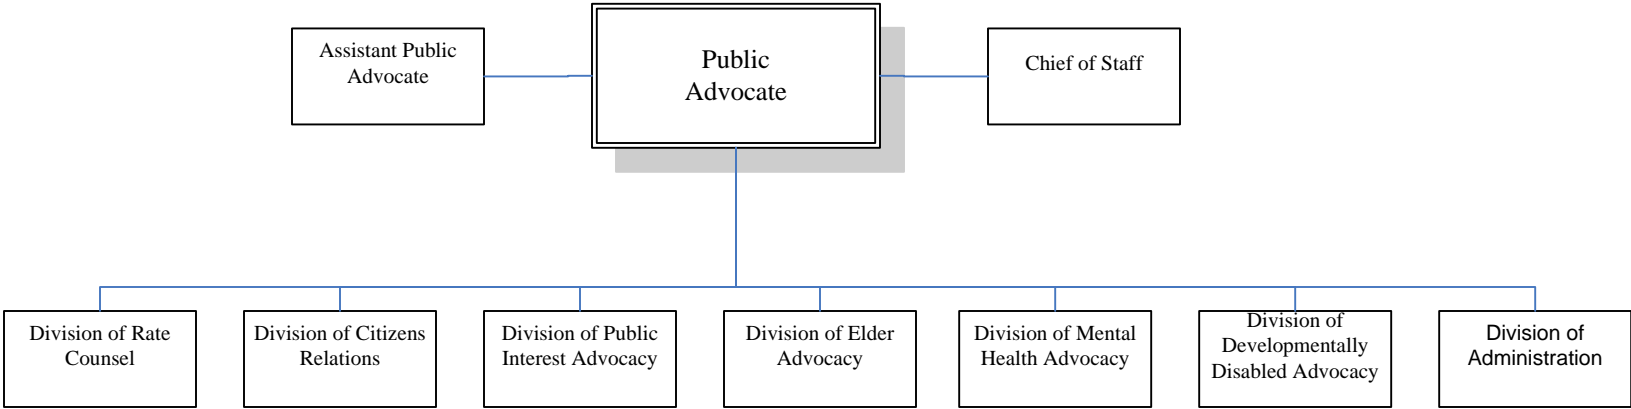 Assistant Public
Advocate
Public
Advocate
Chief of Staff
Division of Rate
Counsel
Division of Citizens
Relations
Division of Public
Interest Advocacy
Division of Elder
Advocacy
Division of Mental
Health Advocacy
Division of
Developmentally
Disabled Advocacy
Division of
Administration